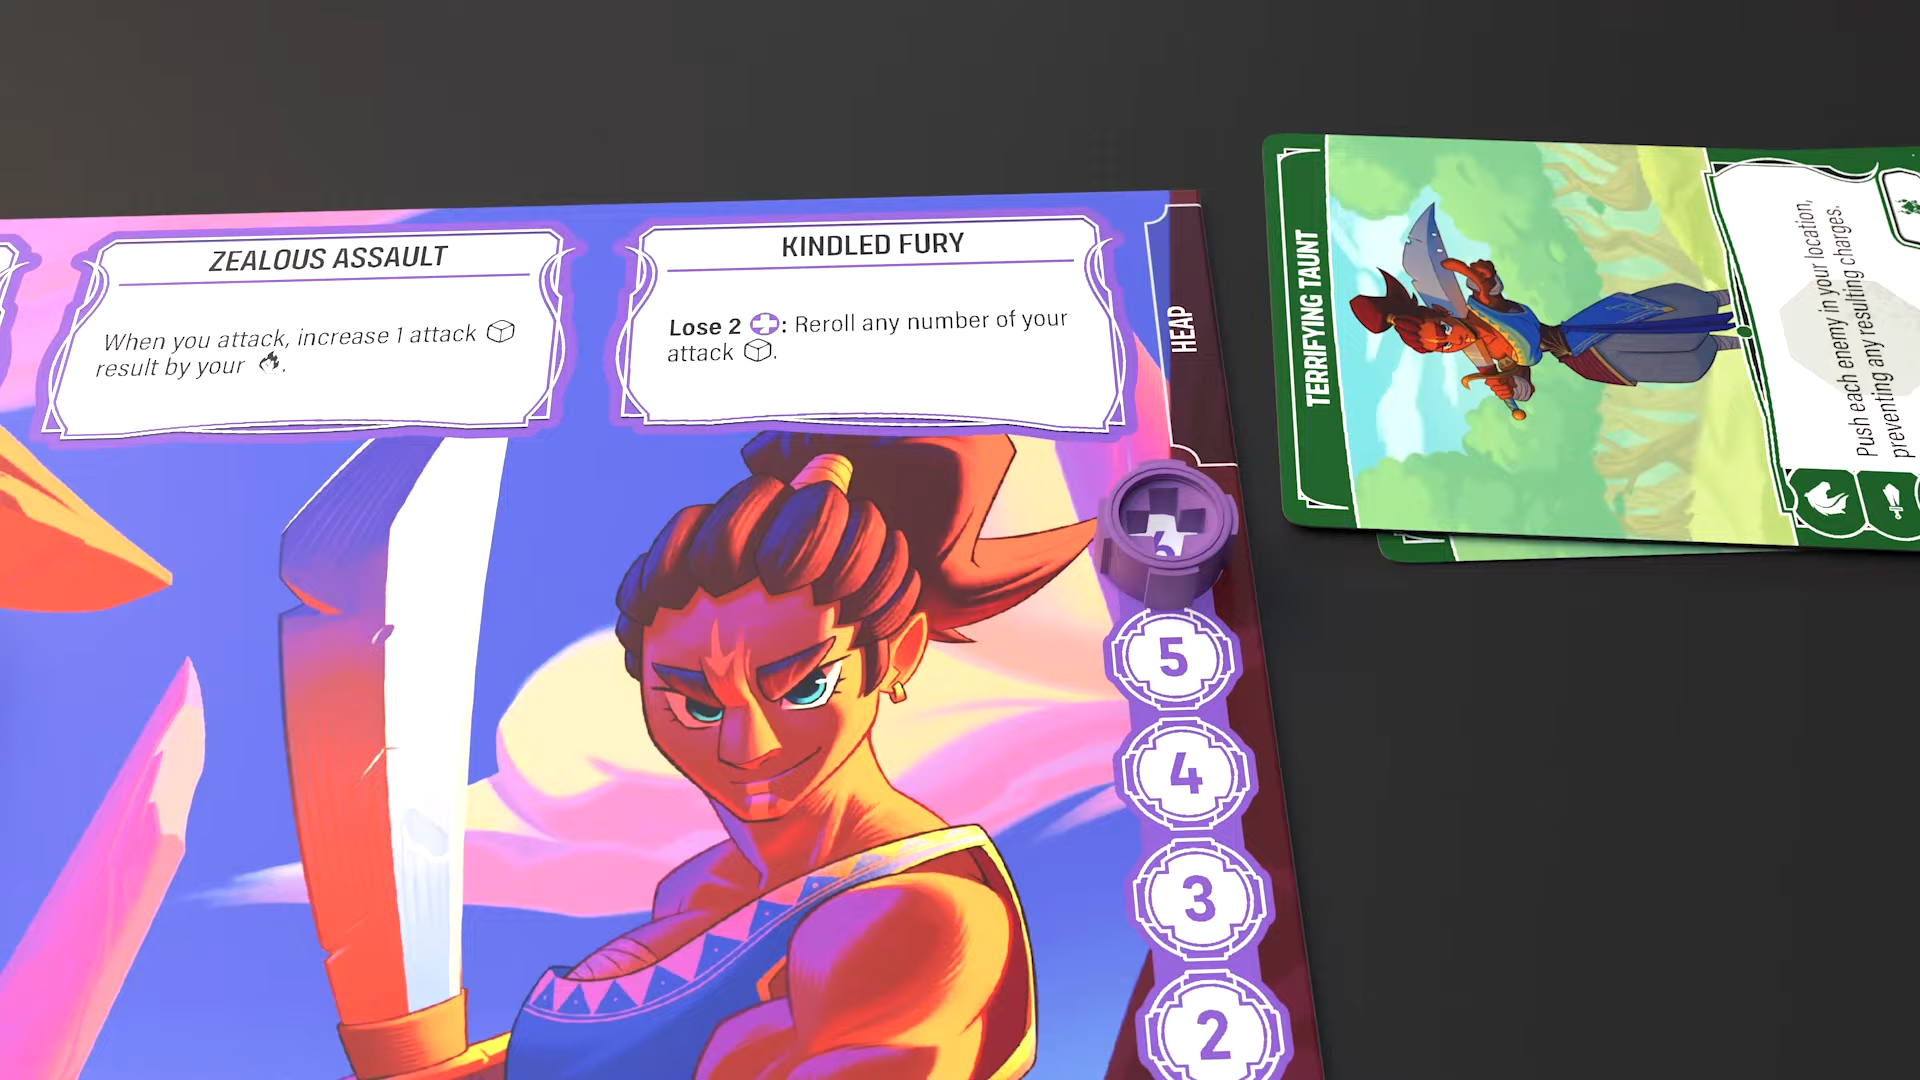 ZEALOUS ASSAULT
When you attack, increase 1 attack
result by your .
KINDLED FURY
Lose 2 : Reroll any number of your
attack .
HEAP
6
5
4
3
2
TERRIFYING TAUNT
Push each enemy in your location,
preventing any resulting charges.